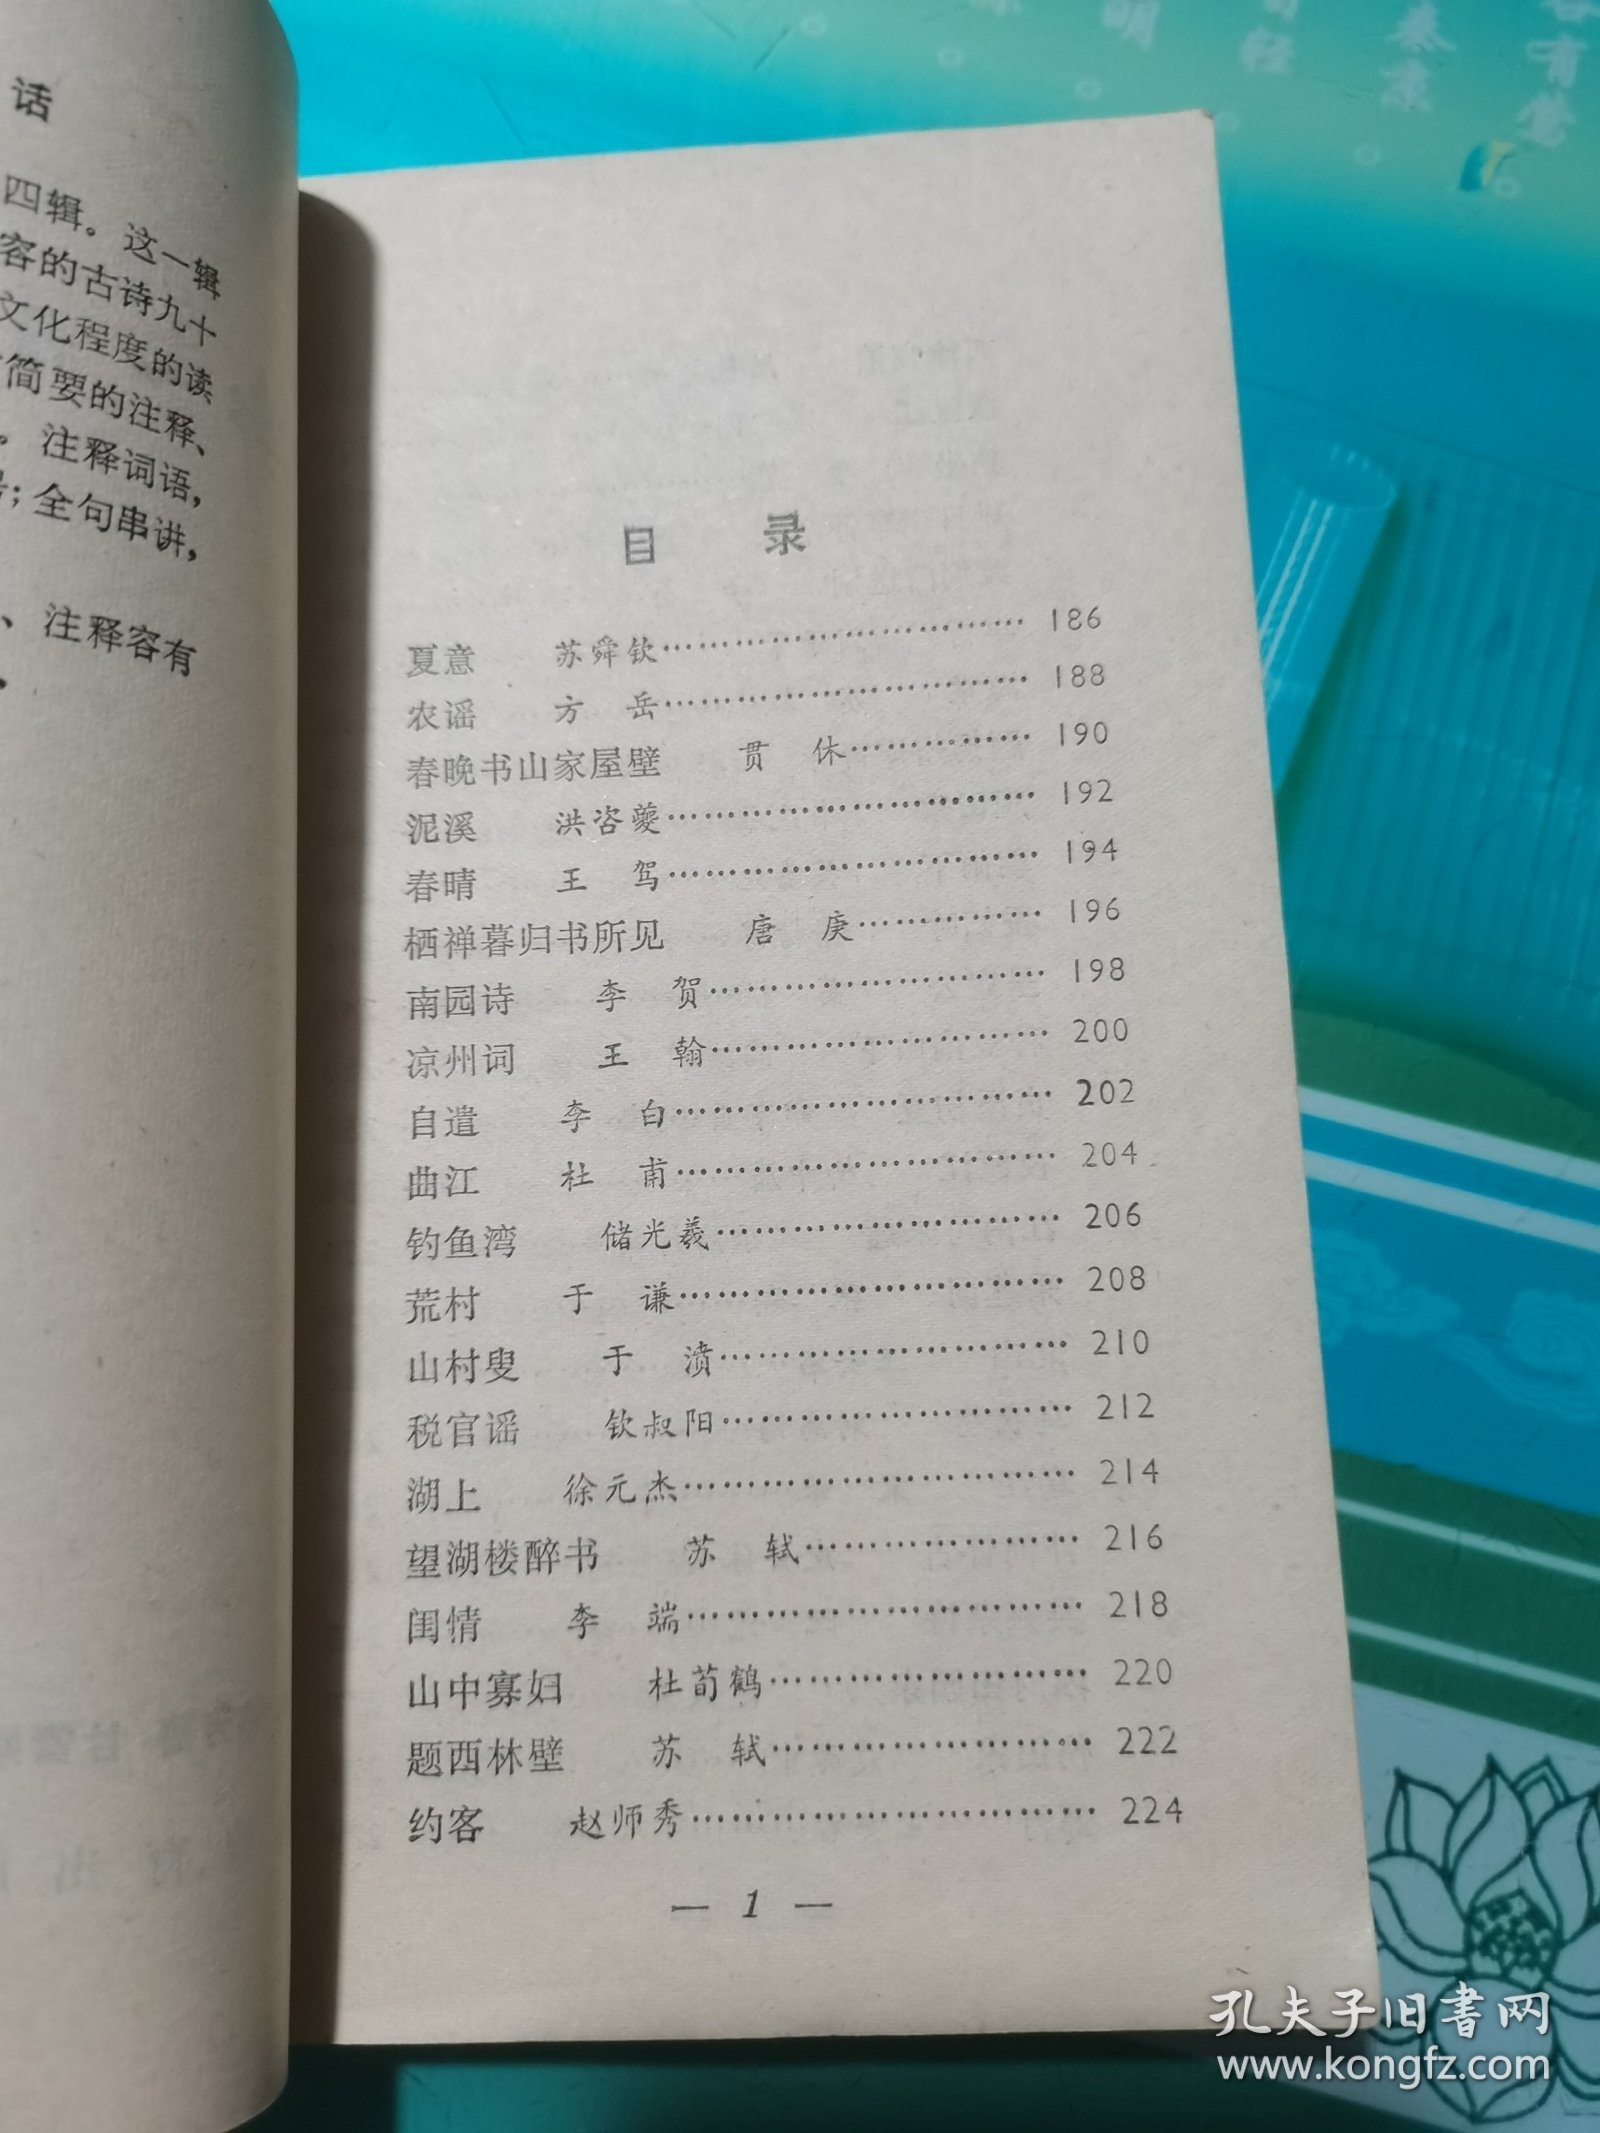 话
四辑。这一辑
容的古诗九十
文化程度的读
简要的注释、
。注释词语,
;全句串讲,
、注释容有
目 录
夏意 苏舜钦…………………………… 186
农谣 方 岳…………………………… 188
春晚书山家屋壁 贯 休…………… 190
泥溪 洪咨夔…………………………… 192
春晴 王 驾…………………………… 194
栖禅暮归书所见 唐 庚…………… 196
南园诗 李 贺………………………… 198
凉州词 王 翰………………………… 200
自遣 李 白…………………………… 202
曲江 杜 甫…………………………… 204
钓鱼湾 储光羲………………………… 206
荒村 于 谦…………………………… 208
山村叟 于 濆………………………… 210
税官谣 钦叔阳………………………… 212
湖上 徐元杰…………………………… 214
望湖楼醉书 苏 轼…………………… 216
闺情 李 端…………………………… 218
山中寡妇 杜荀鹤……………………… 220
题西林壁 苏 轼……………………… 222
约客 赵师秀…………………………… 224
— 1 —
孔夫子旧书网
www.kongfz.com